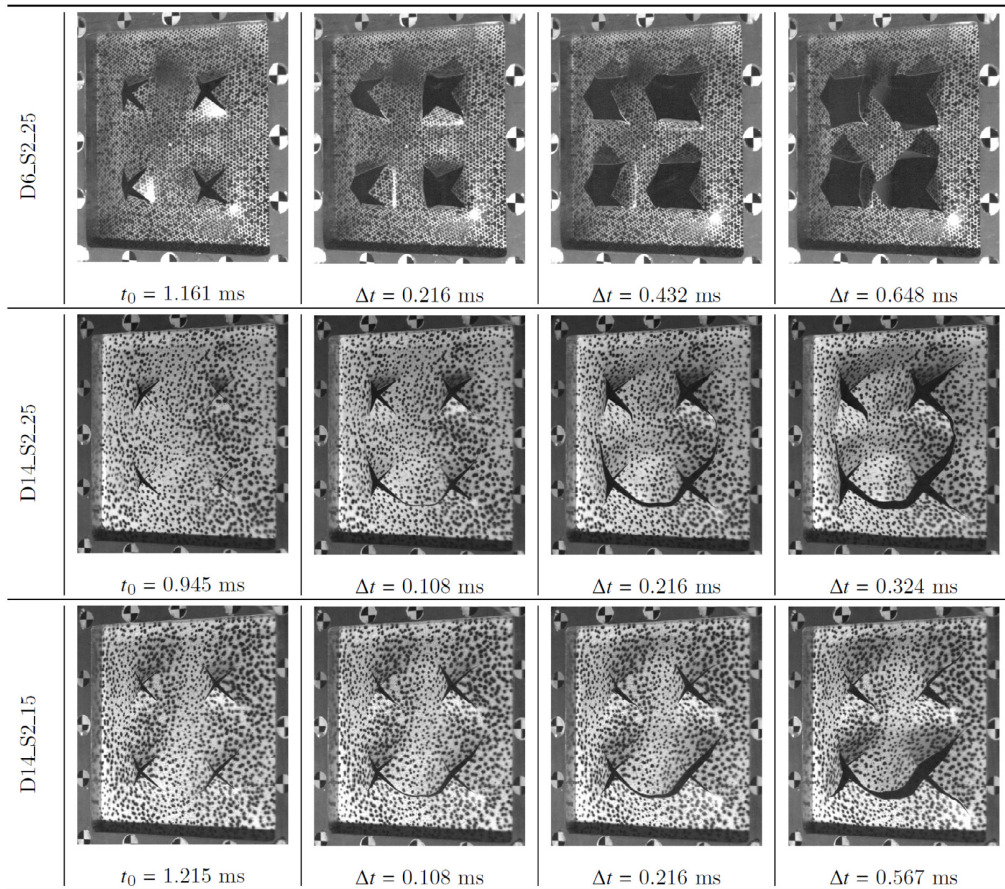 D6_S2_25
t₀ = 1.161 ms
Δt = 0.216 ms
Δt = 0.432 ms
Δt = 0.648 ms
D14_S2_25
t₀ = 0.945 ms
Δt = 0.108 ms
Δt = 0.216 ms
Δt = 0.324 ms
D14_S2_15
t₀ = 1.215 ms
Δt = 0.108 ms
Δt = 0.216 ms
Δt = 0.567 ms